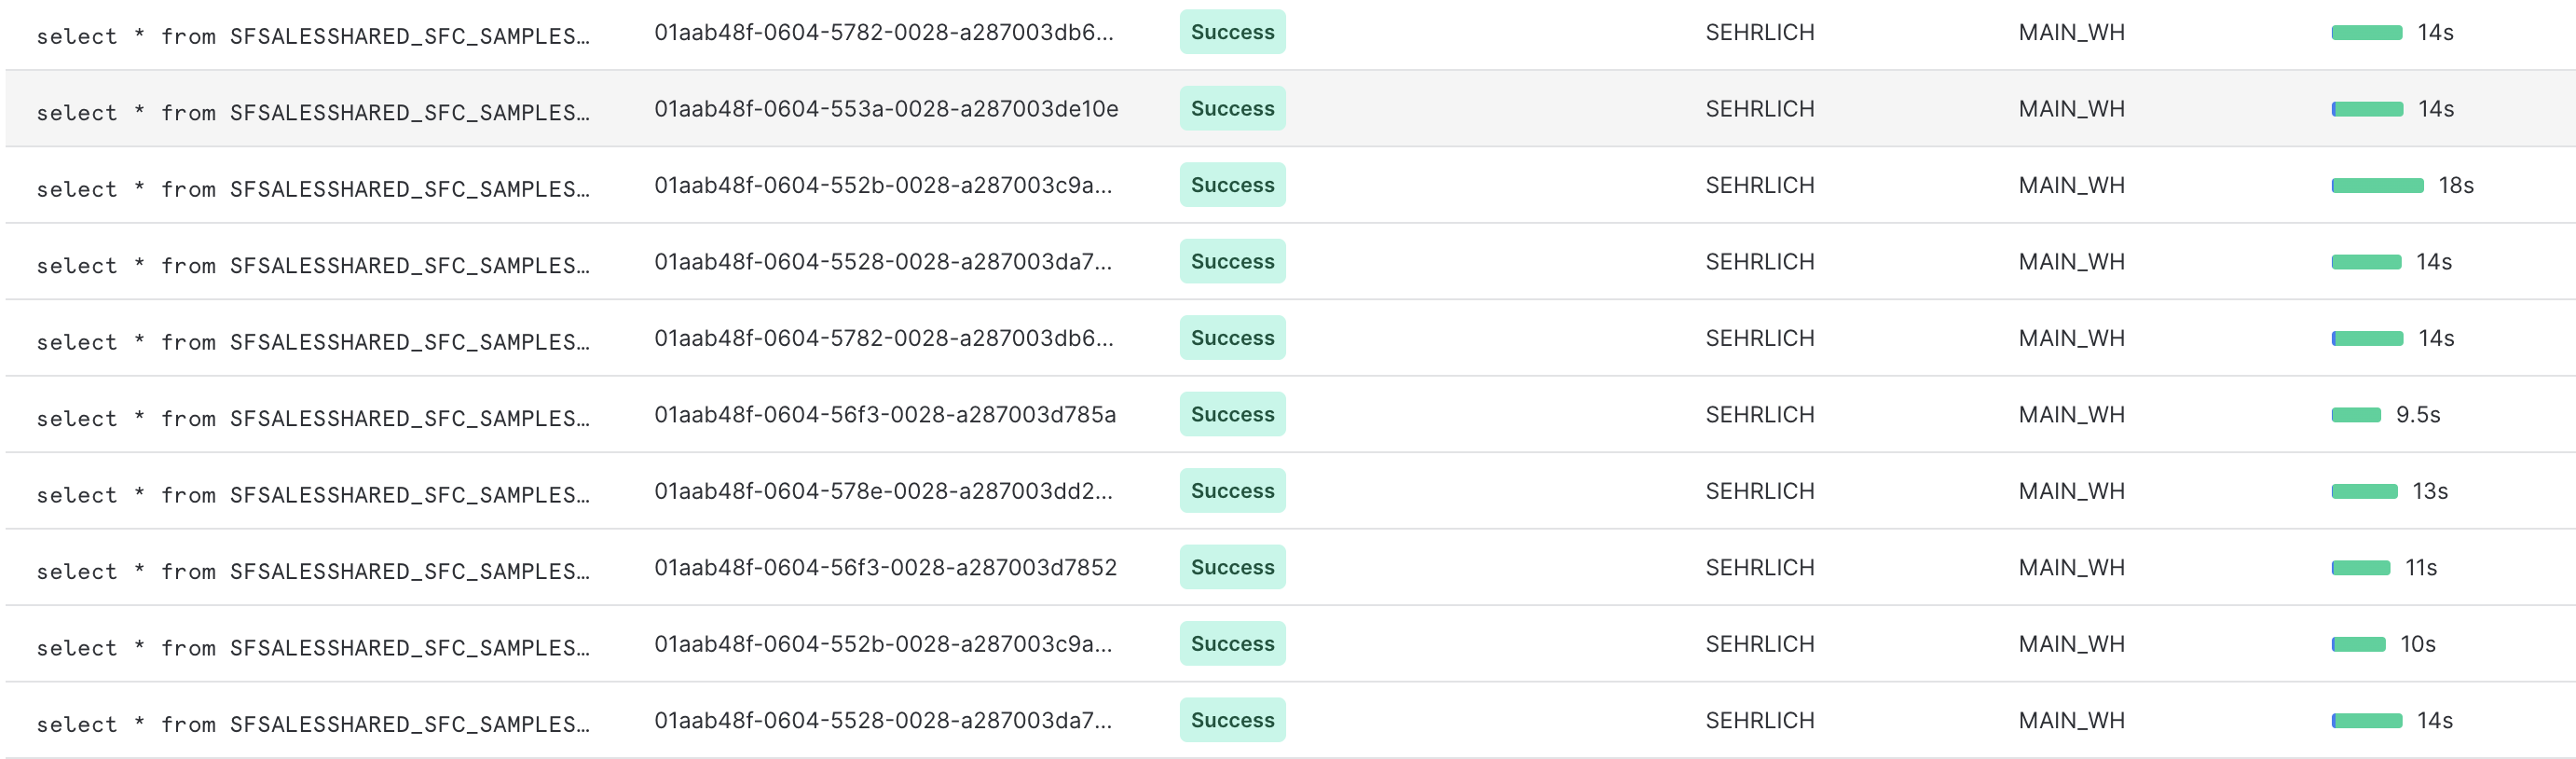 select * from SFSALESSHARED_SFC_SAMPLES… 01aab48f-0604-5782-0028-a287003db6... Success SEHRLICH MAIN_WH 14s
select * from SFSALESSHARED_SFC_SAMPLES… 01aab48f-0604-553a-0028-a287003de10e Success SEHRLICH MAIN_WH 14s
select * from SFSALESSHARED_SFC_SAMPLES… 01aab48f-0604-552b-0028-a287003c9a... Success SEHRLICH MAIN_WH 18s
select * from SFSALESSHARED_SFC_SAMPLES… 01aab48f-0604-5528-0028-a287003da7... Success SEHRLICH MAIN_WH 14s
select * from SFSALESSHARED_SFC_SAMPLES… 01aab48f-0604-5782-0028-a287003db6... Success SEHRLICH MAIN_WH 14s
select * from SFSALESSHARED_SFC_SAMPLES… 01aab48f-0604-56f3-0028-a287003d785a Success SEHRLICH MAIN_WH 9.5s
select * from SFSALESSHARED_SFC_SAMPLES… 01aab48f-0604-578e-0028-a287003dd2... Success SEHRLICH MAIN_WH 13s
select * from SFSALESSHARED_SFC_SAMPLES… 01aab48f-0604-56f3-0028-a287003d7852 Success SEHRLICH MAIN_WH 11s
select * from SFSALESSHARED_SFC_SAMPLES… 01aab48f-0604-552b-0028-a287003c9a... Success SEHRLICH MAIN_WH 10s
select * from SFSALESSHARED_SFC_SAMPLES… 01aab48f-0604-5528-0028-a287003da7... Success SEHRLICH MAIN_WH 14s